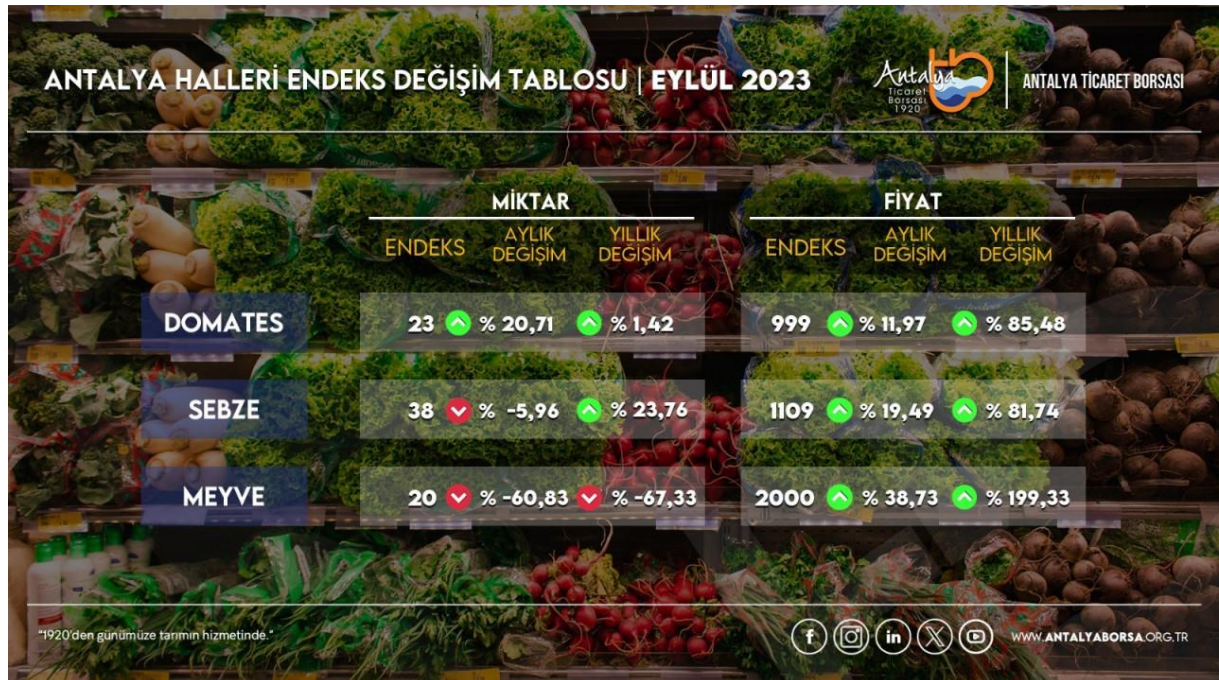 ANTALYA HALLERİ ENDEKS DEĞİŞİM TABLOSU | EYLÜL 2023
Antalya
Ticaret
Borsası
1920
ANTALYA TİCARET BORSASI
MİKTAR FİYAT
ENDEKS AYLIK DEĞİŞİM YILLIK DEĞİŞİM ENDEKS AYLIK DEĞİŞİM YILLIK DEĞİŞİM
DOMATES 23 % 20,71 % 1,42 999 % 11,97 % 85,48
SEBZE 38 % -5,96 % 23,76 1109 % 19,49 % 81,74
MEYVE 20 % -60,83 % -67,33 2000 % 38,73 % 199,33
"1920'den günümüze tarımın hizmetinde."
WWW.ANTALYABORSA.ORG.TR